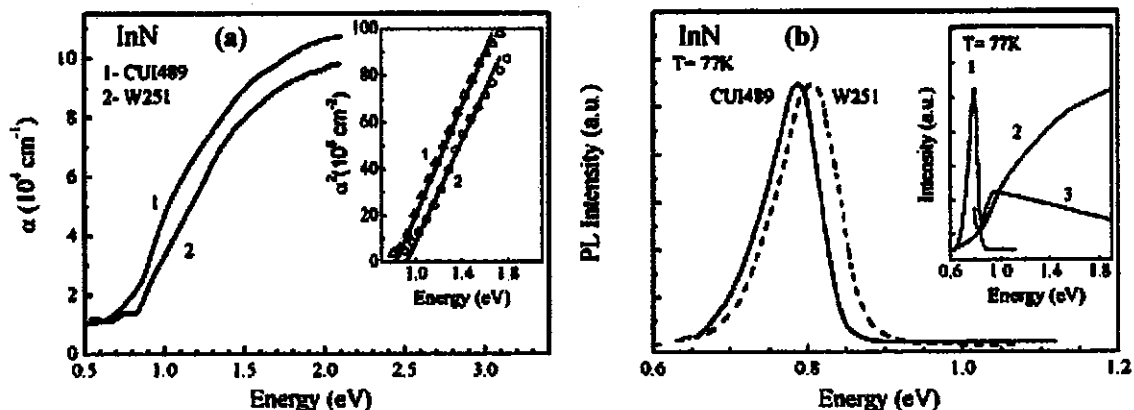 InN (a)
1- CUI489
2- W251
α (10⁴ cm⁻¹)
10
8
6
4
2
0
0.5 1.0 1.5 2.0 2.5 3.0
Energy (eV)
1
2
α²(10⁸ cm⁻²)
100
80
60
40
20
0
1.0 1.4 1.8
Energy (eV)
1
2
InN (b)
T= 77K
CUI489 W251
PL Intensity (a.u.)
0.6 0.8 1.0 1.2
Energy (eV)
T= 77K
1
2
3
Intensity (a.u.)
0.6 1.0 1.4 1.8
Energy (eV)